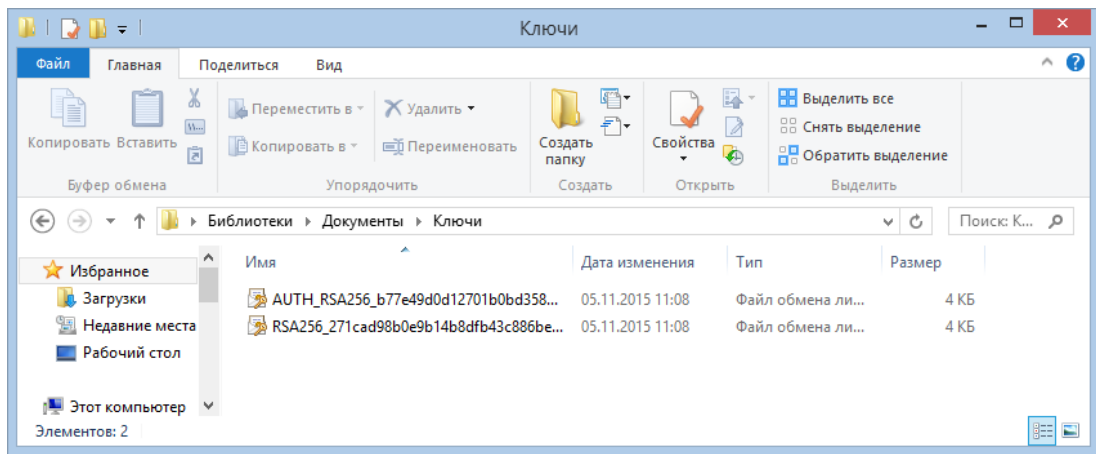 Ключи
Файл Главная Поделиться Вид
Копировать Вставить Переместить в Копировать в Удалить Переименовать Создать папку Свойства Выделить все Снять выделение Обратить выделение
Буфер обмена Упорядочить Создать Открыть Выделить
Библиотеки Документы Ключи Поиск: К...
Избранное
Загрузки
Недавние места
Рабочий стол
Этот компьютер
Имя Дата изменения Тип Размер
AUTH_RSA256_b77e49d0d12701b0bd358... 05.11.2015 11:08 Файл обмена ли... 4 КБ
RSA256_271cad98b0e9b14b8dfb43c886be... 05.11.2015 11:08 Файл обмена ли... 4 КБ
Элементов: 2